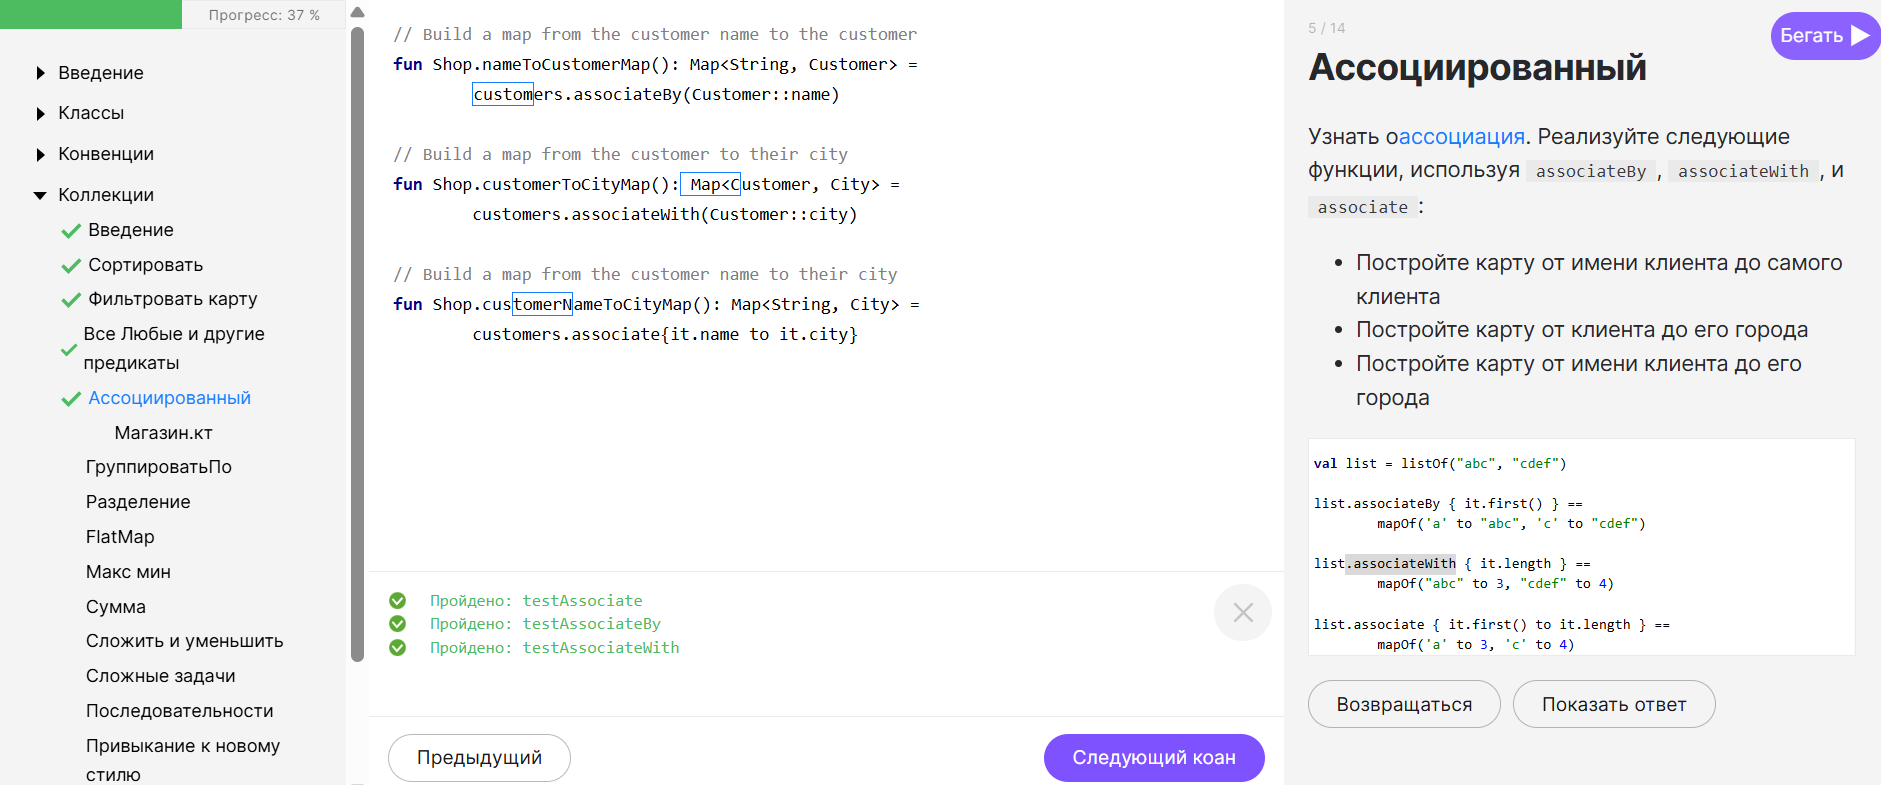 Прогресс: 37 %
Введение
Классы
Конвенции
Коллекции
Введение
Сортировать
Фильтровать карту
Все Любые и другие
предикаты
Ассоциированный
Магазин.кт
ГруппироватьПо
Разделение
FlatMap
Макс мин
Сумма
Сложить и уменьшить
Сложные задачи
Последовательности
Привыкание к новому
стилю
// Build a map from the customer name to the customer
fun Shop.nameToCustomerMap(): Map<String, Customer> =
customers.associateBy(Customer::name)
// Build a map from the customer to their city
fun Shop.customerToCityMap(): Map<Customer, City> =
customers.associateWith(Customer::city)
// Build a map from the customer name to their city
fun Shop.customerNameToCityMap(): Map<String, City> =
customers.associate{it.name to it.city}
Пройдено: testAssociate
Пройдено: testAssociateBy
Пройдено: testAssociateWith
Предыдущий
Следующий коан
5 / 14
Бегать
Ассоциированный
Узнать оассоциация. Реализуйте следующие
функции, используя associateBy , associateWith , и
associate :
• Постройте карту от имени клиента до самого
клиента
• Постройте карту от клиента до его города
• Постройте карту от имени клиента до его
города
val list = listOf("abc", "cdef")
list.associateBy { it.first() } ==
mapOf('a' to "abc", 'c' to "cdef")
list.associateWith { it.length } ==
mapOf("abc" to 3, "cdef" to 4)
list.associate { it.first() to it.length } ==
mapOf('a' to 3, 'c' to 4)
Возвращаться
Показать ответ